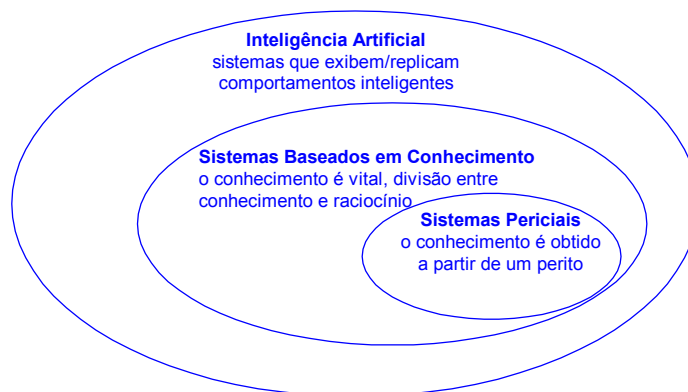 Inteligência Artificial
sistemas que exibem/replicam
comportamentos inteligentes
Sistemas Baseados em Conhecimento
o conhecimento é vital, divisão entre
conhecimento e raciocínio
Sistemas Periciais
o conhecimento é obtido
a partir de um perito